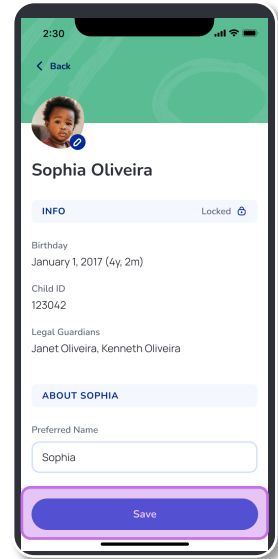 2:30
Back
Sophia Oliveira
INFO Locked
Birthday
January 1, 2017 (4y, 2m)
Child ID
123042
Legal Guardians
Janet Oliveira, Kenneth Oliveira
ABOUT SOPHIA
Preferred Name
Sophia
Save